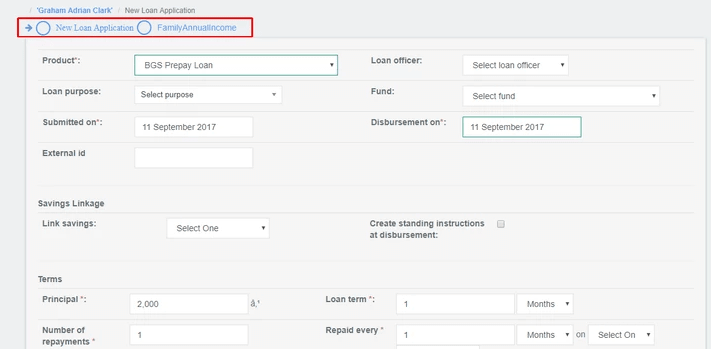 / 'Graham Adrian Clark' / New Loan Application
New Loan Application FamilyAnnualIncome
Product*: BGS Prepay Loan Loan officer: Select loan officer
Loan purpose: Select purpose Fund: Select fund
Submitted on*: 11 September 2017 Disbursement on*: 11 September 2017
External id
Savings Linkage
Link savings: Select One Create standing instructions
at disbursement:
Terms
Principal *: 2,000 â‚¹ Loan term *: 1 Months
Number of
repayments * 1 Repaid every * 1 Months on Select On